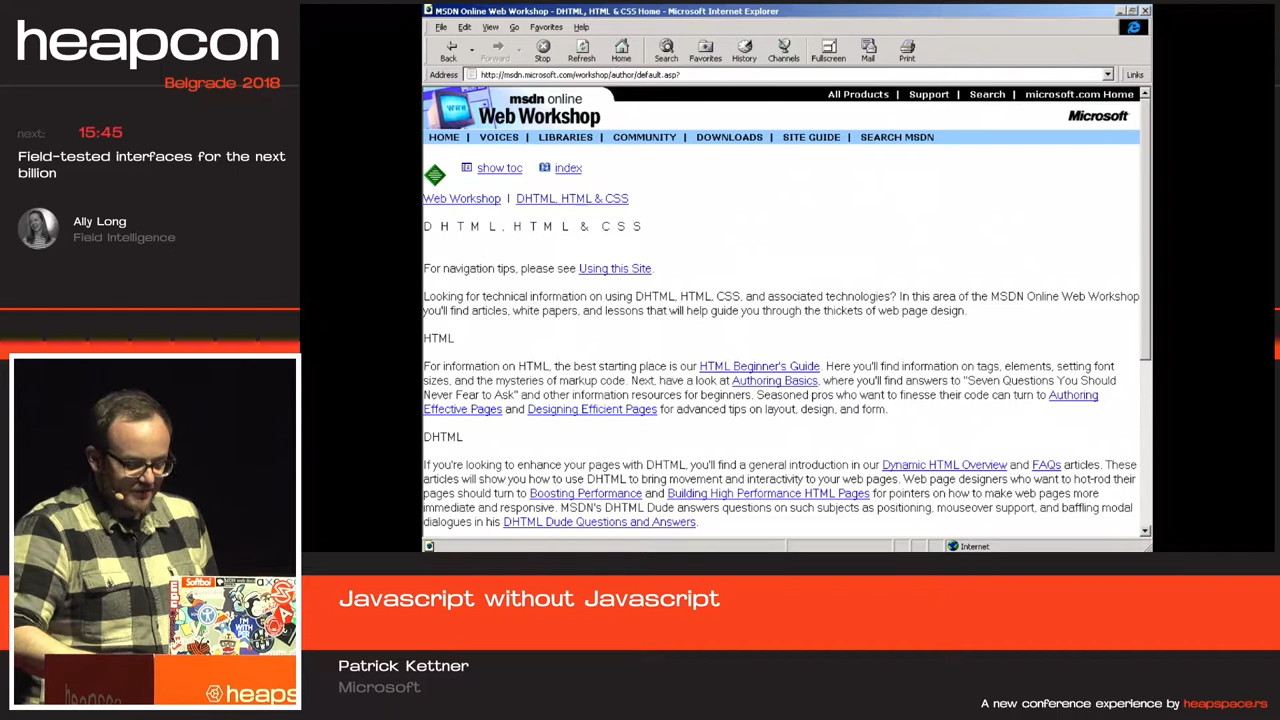 heapcon
Belgrade 2018
next: 15:45
Field-tested interfaces for the next
billion
Ally Long
Field Intelligence
MSDN Online Web Workshop - DHTML, HTML & CSS Home - Microsoft Internet Explorer
File Edit View Go Favorites Help
Back Forward Stop Refresh Home Search Favorites History Channels Fullscreen Mail Print
Address http://msdn.microsoft.com/workshop/author/default.asp? Links
All Products | Support | Search | microsoft.com Home
msdn online
Web Workshop
Microsoft
HOME | VOICES | LIBRARIES | COMMUNITY | DOWNLOADS | SITE GUIDE | SEARCH MSDN
show toc index
Web Workshop | DHTML, HTML & CSS
DHTML, HTML & CSS
For navigation tips, please see Using this Site.
Looking for technical information on using DHTML, HTML, CSS, and associated technologies? In this area of the MSDN Online Web Workshop
you'll find articles, white papers, and lessons that will help guide you through the thickets of web page design.
HTML
For information on HTML, the best starting place is our HTML Beginner's Guide. Here you'll find information on tags, elements, setting font
sizes, and the mysteries of markup code. Next, have a look at Authoring Basics, where you'll find answers to "Seven Questions You Should
Never Fear to Ask" and other information resources for beginners. Seasoned pros who want to finesse their code can turn to Authoring
Effective Pages and Designing Efficient Pages for advanced tips on layout, design, and form.
DHTML
If you're looking to enhance your pages with DHTML, you'll find a general introduction in our Dynamic HTML Overview and FAQs articles. These
articles will show you how to use DHTML to bring movement and interactivity to your web pages. Web page designers who want to hot-rod their
pages should turn to Boosting Performance and Building High Performance HTML Pages for pointers on how to make web pages more
immediate and responsive. MSDN's DHTML Dude answers questions on such subjects as positioning, mouseover support, and baffling modal
dialogues in his DHTML Dude Questions and Answers.
Internet
Softbol
I'M
WITH
PER
heaps
Javascript without Javascript
Patrick Kettner
Microsoft
A new conference experience by heapspace.rs